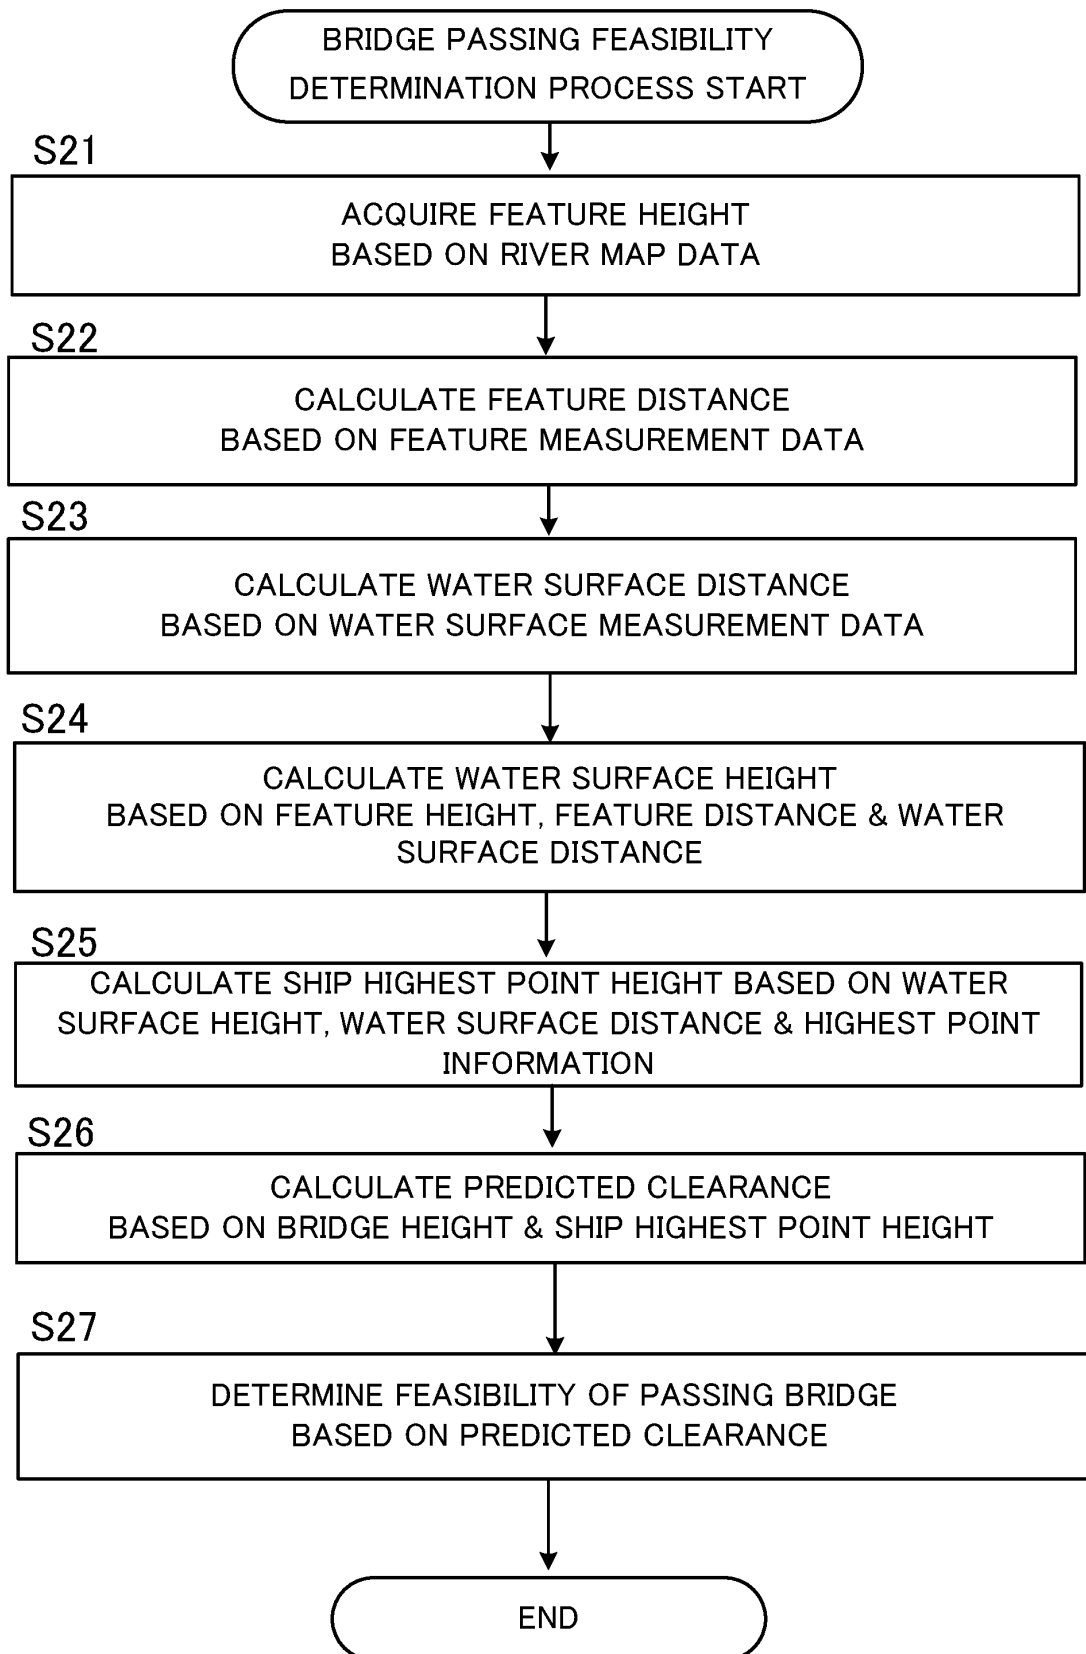 BRIDGE PASSING FEASIBILITY
DETERMINATION PROCESS START
S21
ACQUIRE FEATURE HEIGHT
BASED ON RIVER MAP DATA
S22
CALCULATE FEATURE DISTANCE
BASED ON FEATURE MEASUREMENT DATA
S23
CALCULATE WATER SURFACE DISTANCE
BASED ON WATER SURFACE MEASUREMENT DATA
S24
CALCULATE WATER SURFACE HEIGHT
BASED ON FEATURE HEIGHT, FEATURE DISTANCE & WATER
SURFACE DISTANCE
S25
CALCULATE SHIP HIGHEST POINT HEIGHT BASED ON WATER
SURFACE HEIGHT, WATER SURFACE DISTANCE & HIGHEST POINT
INFORMATION
S26
CALCULATE PREDICTED CLEARANCE
BASED ON BRIDGE HEIGHT & SHIP HIGHEST POINT HEIGHT
S27
DETERMINE FEASIBILITY OF PASSING BRIDGE
BASED ON PREDICTED CLEARANCE
END